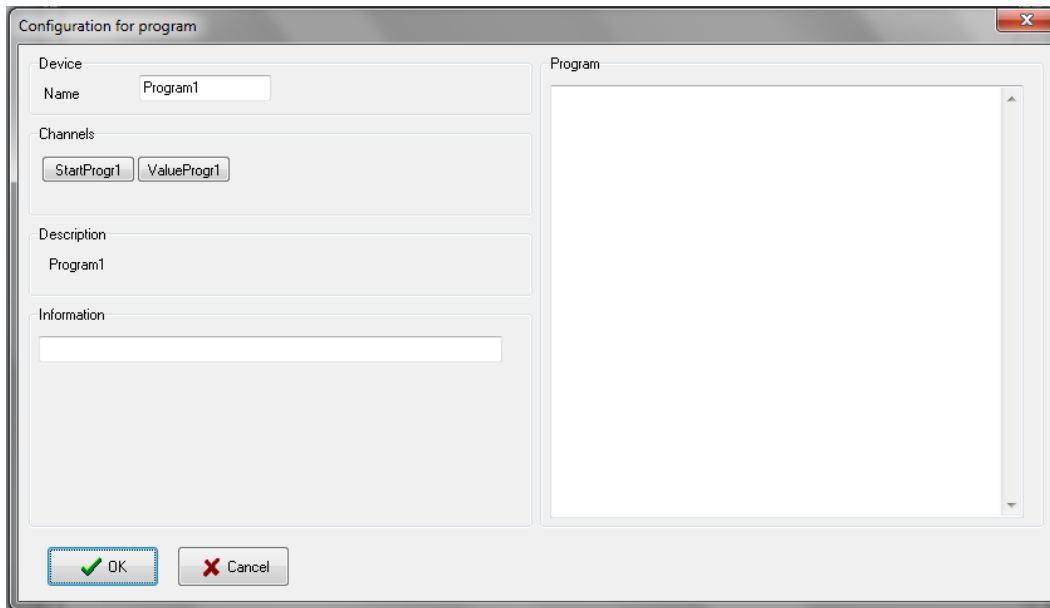 Configuration for program
Device
Name Program1
Channels
StartProgr1 ValueProgr1
Description
Program1
Information
OK Cancel
Program